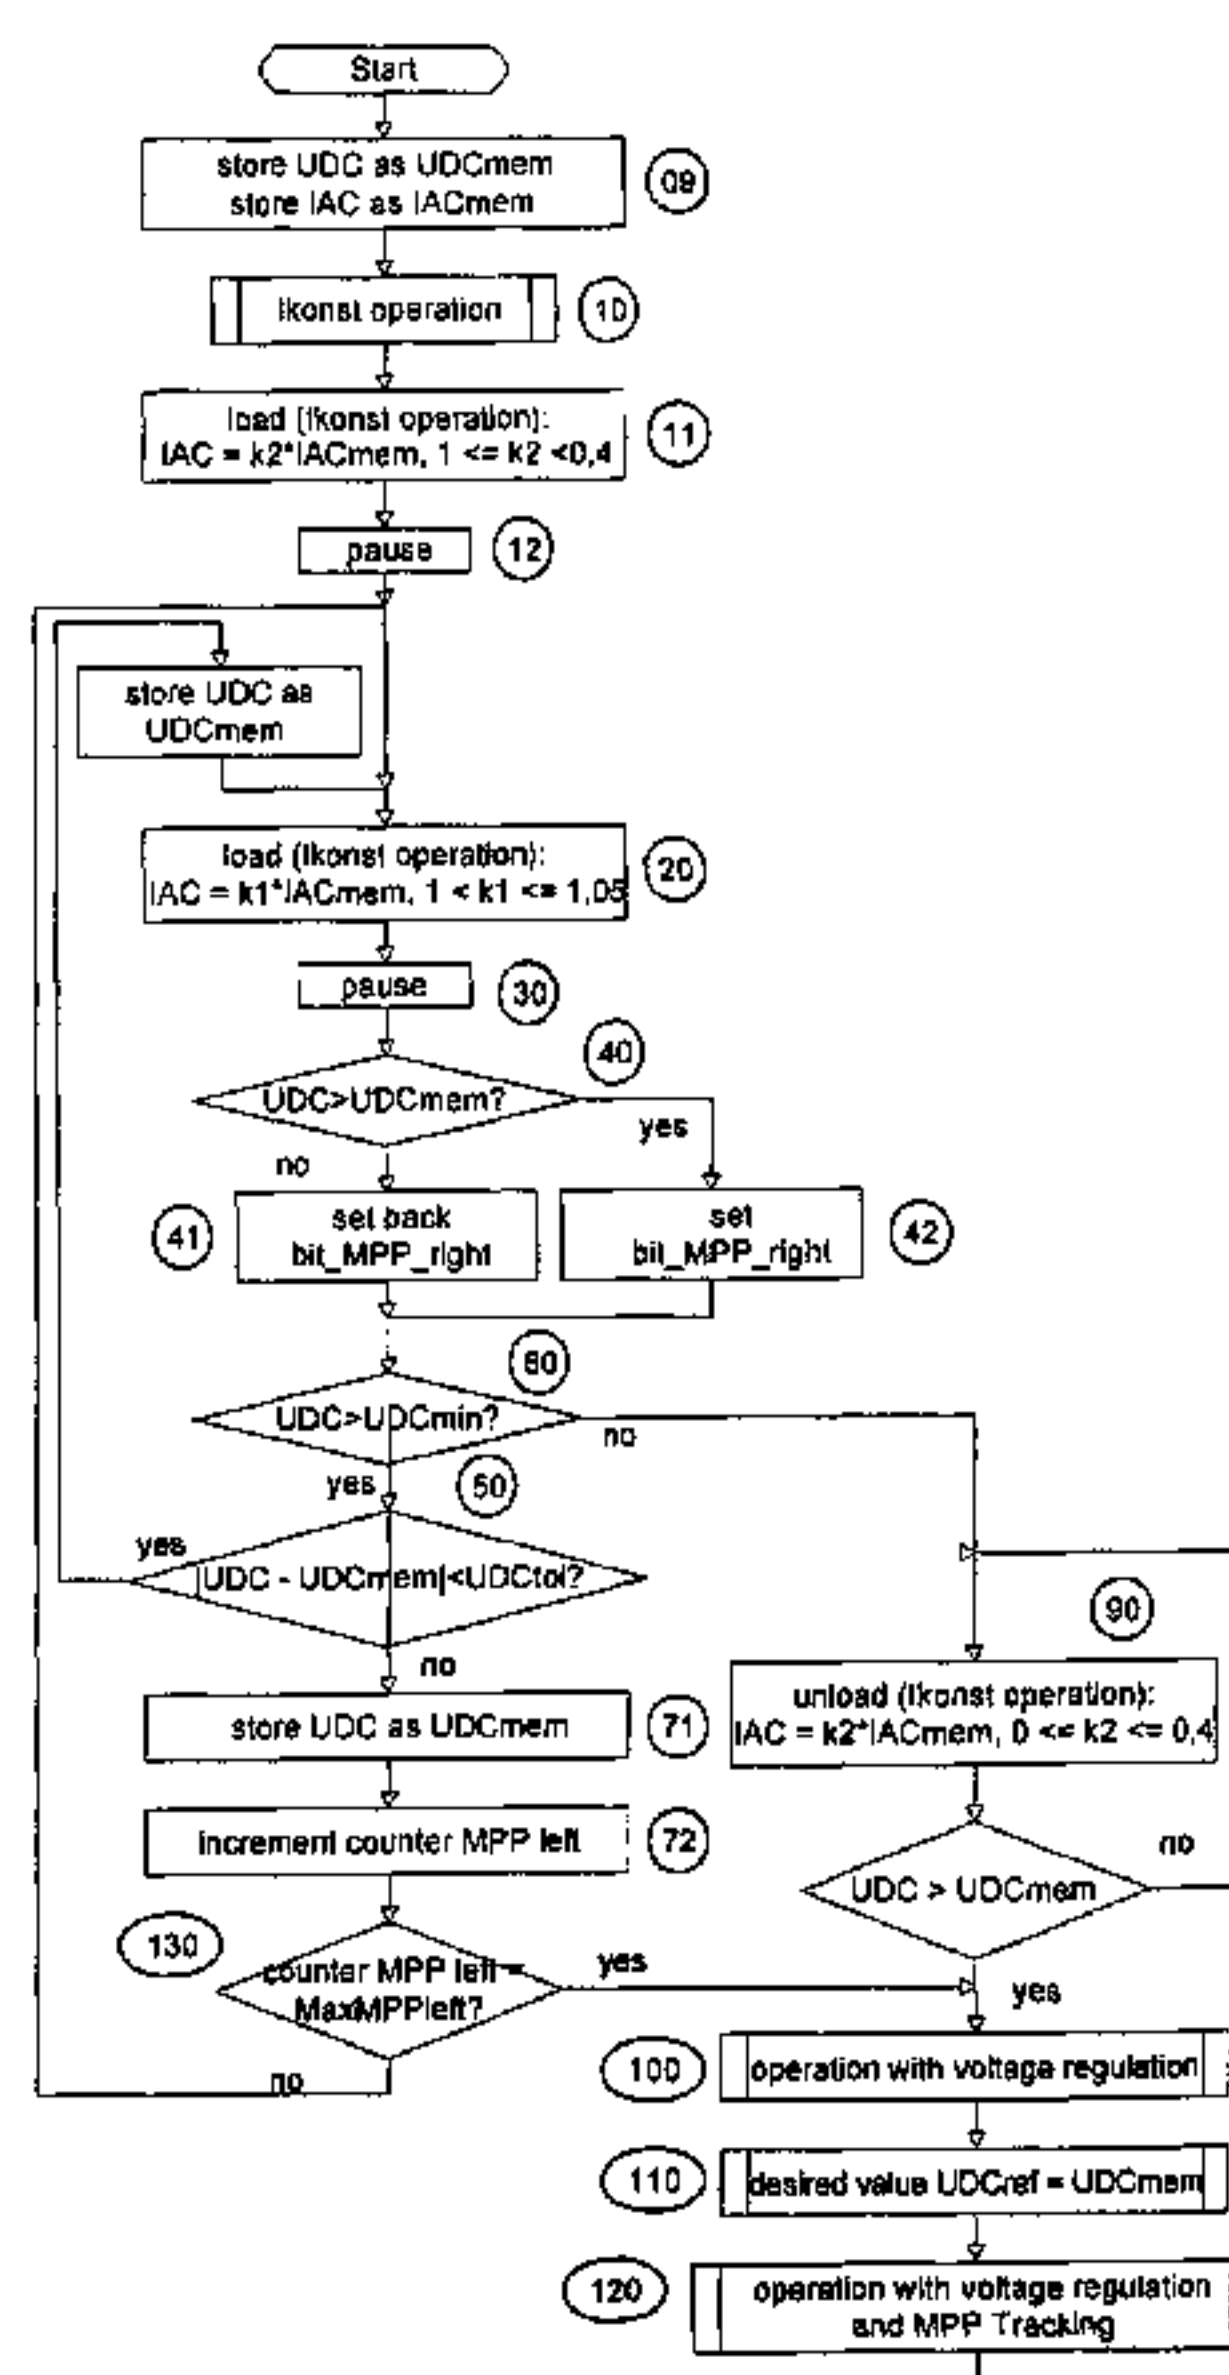 Start
store UDC as UDCmem
store IAC as IACmem
09
Ikonst operation
10
load (Ikonst operation):
IAC = k2*IACmem, 1 <= k2 <0,4
11
pause
12
store UDC as
UDCmem
load (Ikonst operation):
IAC = k1*IACmem, 1 < k1 <= 1,05
20
pause
30
40
UDC>UDCmem?
yes
no
41
set back
bit_MPP_right
set
bit_MPP_right
42
60
UDC>UDCmin?
no
yes
50
yes
|UDC - UDCmem|<UDCtol?
90
no
unload (Ikonst operation):
IAC = k2*IACmem, 0 <= k2 <= 0,4
store UDC as UDCmem
71
increment counter MPP left
72
no
UDC > UDCmem
130
counter MPP left =
MaxMPPleft?
yes
yes
no
100
operation with voltage regulation
110
desired value UDCref = UDCmem
120
operation with voltage regulation
and MPP Tracking